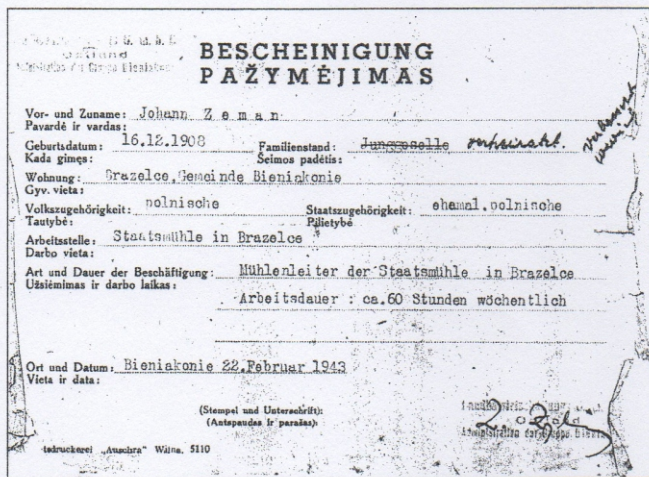 BESCHEINIGUNG
PAŽYMĖJIMAS
Vor- und Zuname: Johann Zeman
Pavardė ir vardas:
Geburtsdatum: 16.12.1908 Familienstand: Junggeselle verheiratet.
Kada gimęs: Šeimos padėtis:
Wohnung: Brazelce, Gemeinde Bieniakonie
Gyv. vieta:
Volkszugehörigkeit: polnische Staatszugehörigkeit: ehemal.polnische
Tautybė: Pilietybė
Arbeitsstelle: Staatsmühle in Brazelce
Darbo vieta:
Art und Dauer der Beschäftigung: Mühlenleiter der Staatsmühle in Brazelce
Užsiėmimas ir darbo laikas:
Arbeitsdauer : ca.60 Stunden wöchentlich
Ort und Datum: Bieniakonie 22.Februar 1943
Vieta ir data:
(Stempel und Unterschrift):
(Antspaudas ir parašas):
„Auschra" Wilna. 5110